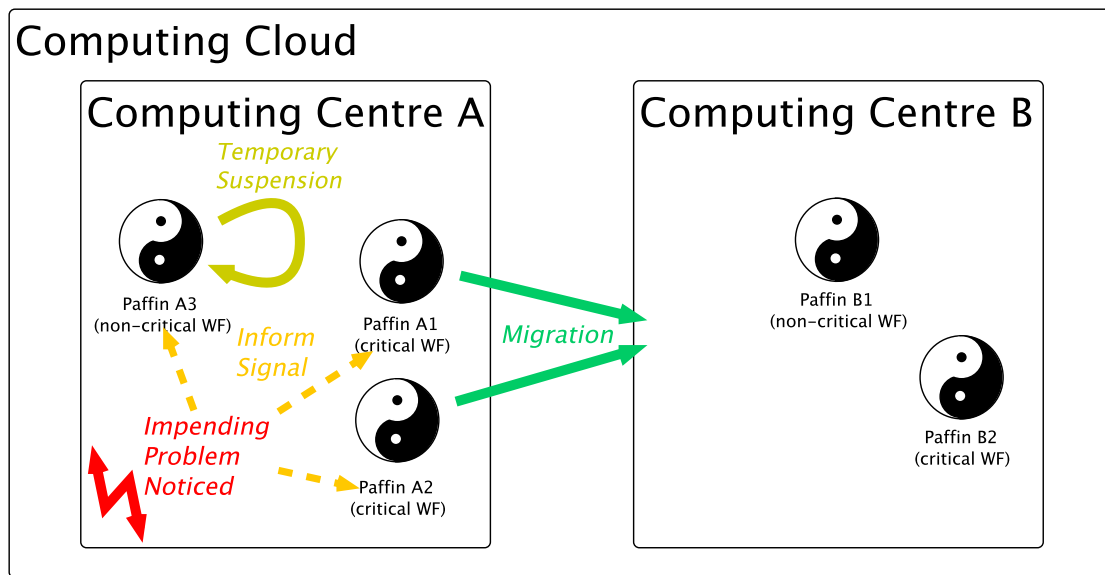 Computing Cloud
Computing Centre A
Temporary
Suspension
Paffin A3
(non-critical WF)
Paffin A1
(critical WF)
Inform
Signal
Impending
Problem
Noticed
Paffin A2
(critical WF)
Migration
Computing Centre B
Paffin B1
(non-critical WF)
Paffin B2
(critical WF)